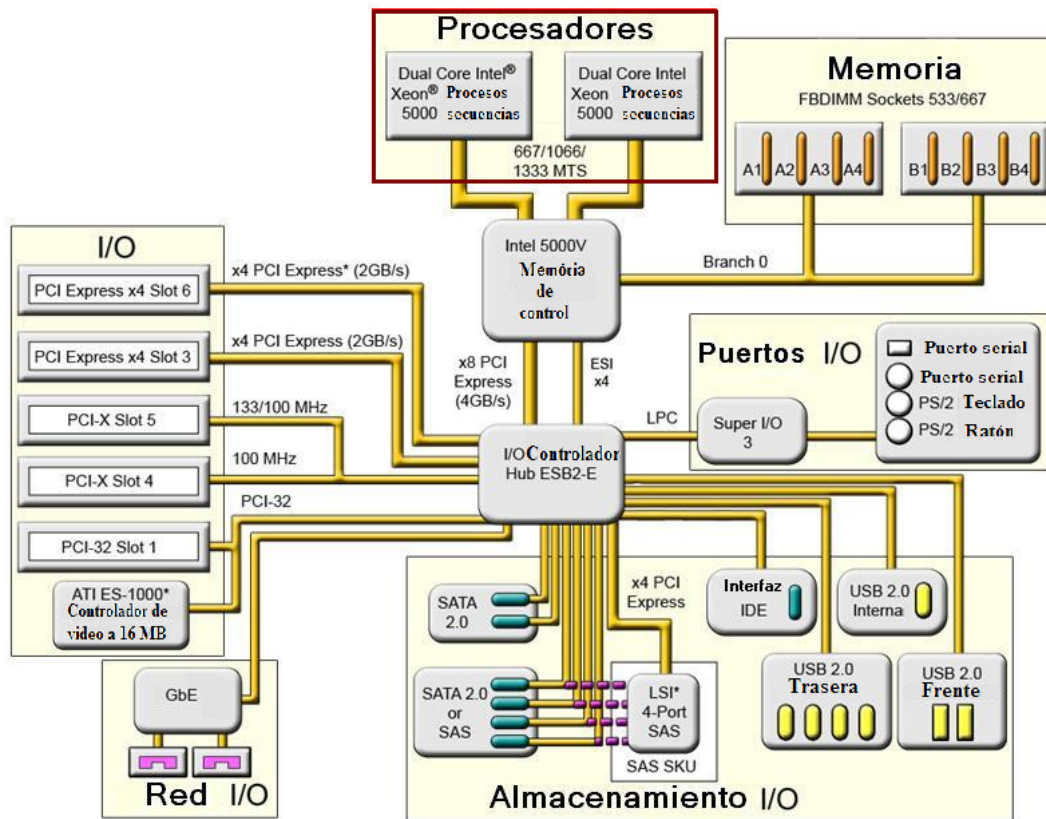 Procesadores
Dual Core Intel®
Xeon® Procesos
5000 secuencias
Dual Core Intel
Xeon Procesos
5000 secuencias
667/1066/
1333 MTS
Memoria
FBDIMM Sockets 533/667
A1 A2 A3 A4
B1 B2 B3 B4
Intel 5000V
Memória
de
control
Branch 0
I/O
PCI Express x4 Slot 6
PCI Express x4 Slot 3
PCI-X Slot 5
PCI-X Slot 4
PCI-32 Slot 1
ATI ES-1000*
Controlador de
video a 16 MB
x4 PCI Express* (2GB/s)
x4 PCI Express (2GB/s)
133/100 MHz
100 MHz
PCI-32
x8 PCI
Express
(4GB/s)
ESI
x4
Puertos I/O
Puerto serial
Puerto serial
PS/2 Teclado
PS/2 Ratón
LPC
Super I/O
3
I/O Controlador
Hub ESB2-E
GbE
Red I/O
SATA
2.0
SATA 2.0
or
SAS
x4 PCI
Express
LSI*
4-Port
SAS
SAS SKU
Interfaz
IDE
USB 2.0
Interna
USB 2.0
Trasera
USB 2.0
Frente
Almacenamiento I/O